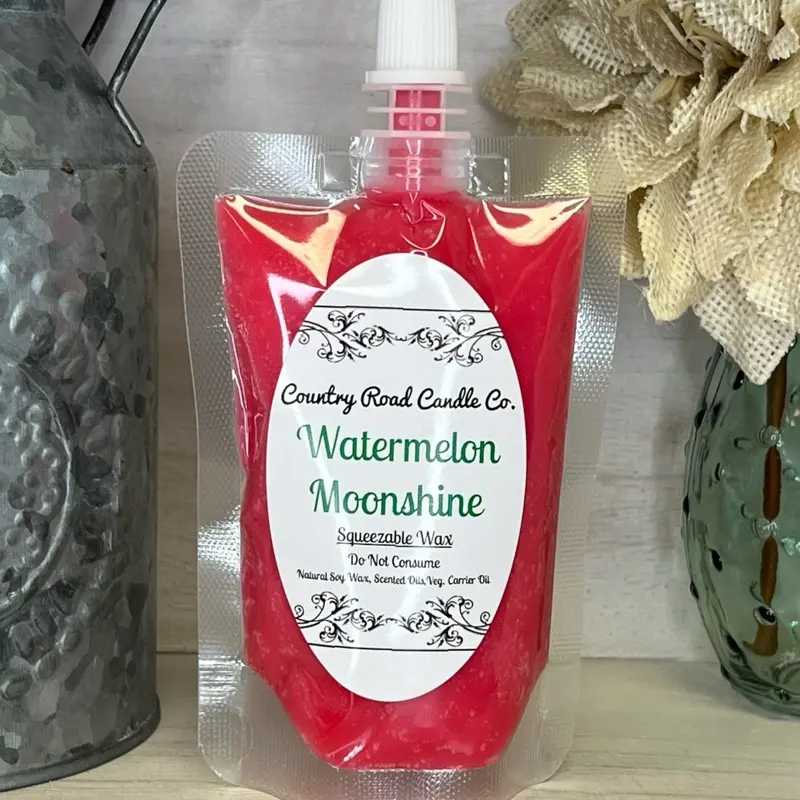 Country Road Candle Co.
Watermelon
Moonshine
Squeezable Wax
Do Not Consume
Natural Soy Wax, Scented Oils, Veg. Carrier Oil